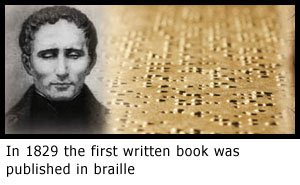 In 1829 the first written book was
published in braille